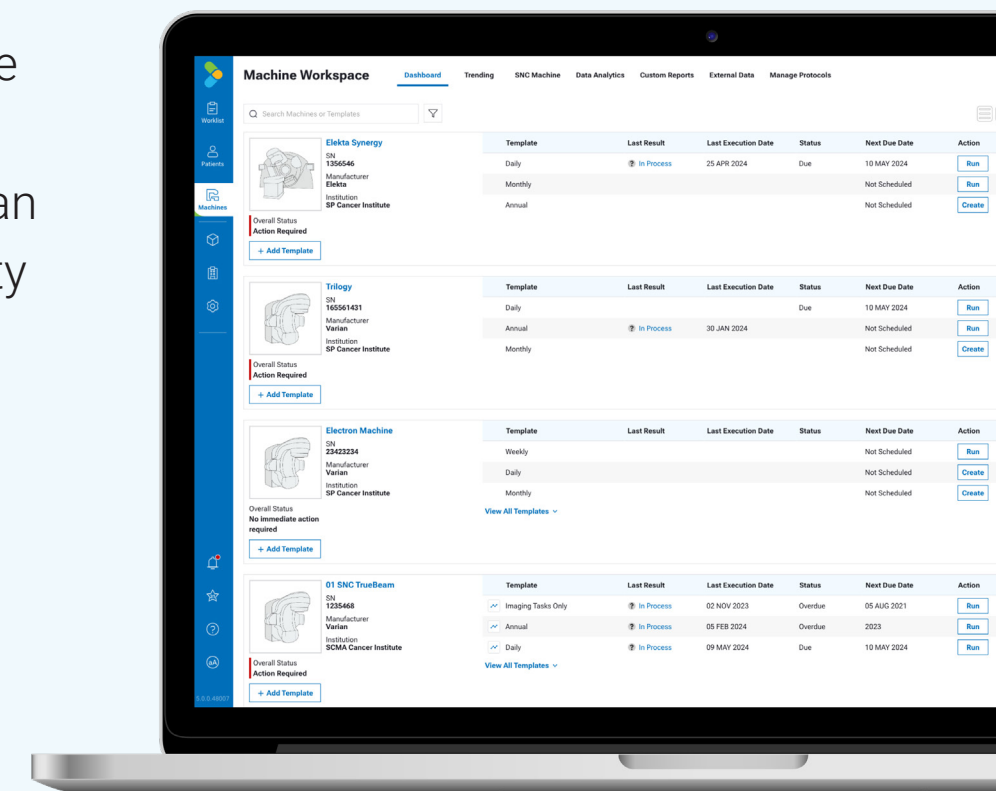 e
an
ty
Machine Workspace
Dashboard Trending SNC Machine Data Analytics Custom Reports External Data Manage Protocols
Worklist
Patients
Machines
Search Machines or Templates
Elekta Synergy
SN
1356546
Manufacturer
Elekta
Institution
SP Cancer Institute
Overall Status
Action Required
+ Add Template
Template Last Result Last Execution Date Status Next Due Date Action
Daily ? In Process 25 APR 2024 Due 10 MAY 2024 Run
Monthly Not Scheduled Run
Annual Not Scheduled Create
Trilogy
SN
165561431
Manufacturer
Varian
Institution
SP Cancer Institute
Overall Status
Action Required
+ Add Template
Template Last Result Last Execution Date Status Next Due Date Action
Daily Due 10 MAY 2024 Run
Annual ? In Process 30 JAN 2024 Not Scheduled Run
Monthly Not Scheduled Create
Electron Machine
SN
23423234
Manufacturer
Varian
Institution
SP Cancer Institute
Overall Status
No immediate action
required
+ Add Template
Template Last Result Last Execution Date Status Next Due Date Action
Weekly Not Scheduled Run
Daily Not Scheduled Create
Monthly Not Scheduled Create
View All Templates
01 SNC TrueBeam
SN
1235468
Manufacturer
Varian
Institution
SCMA Cancer Institute
Overall Status
Action Required
+ Add Template
Template Last Result Last Execution Date Status Next Due Date Action
Imaging Tasks Only ? In Process 02 NOV 2023 Overdue 05 AUG 2021 Run
Annual ? In Process 05 FEB 2024 Overdue 2023 Run
Daily ? In Process 09 MAY 2024 Due 10 MAY 2024 Run
View All Templates